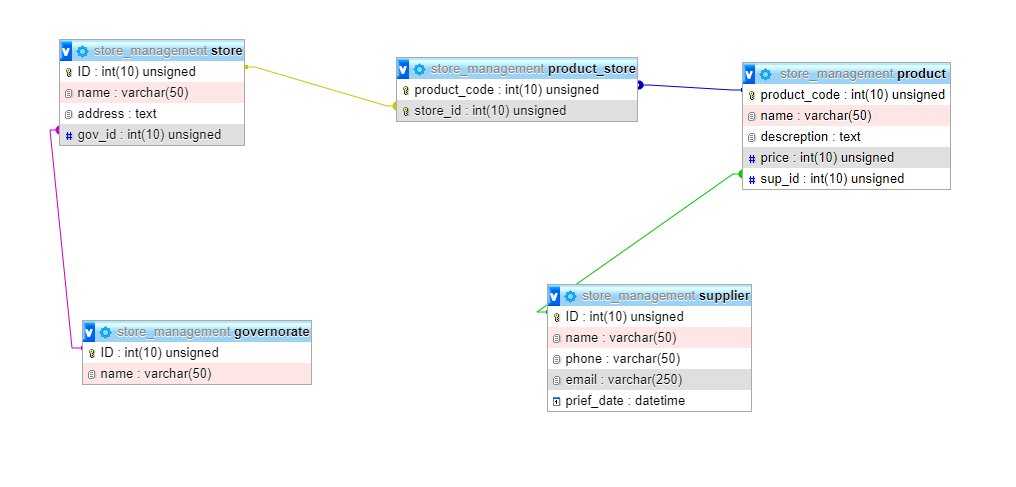 v store_management store
ID : int(10) unsigned
name : varchar(50)
address : text
# gov_id : int(10) unsigned
v store_management product_store
product_code : int(10) unsigned
store_id : int(10) unsigned
v store_management product
product_code : int(10) unsigned
name : varchar(50)
descreption : text
# price : int(10) unsigned
# sup_id : int(10) unsigned
v store_management supplier
ID : int(10) unsigned
name : varchar(50)
phone : varchar(50)
email : varchar(250)
prief_date : datetime
v store_management governorate
ID : int(10) unsigned
name : varchar(50)